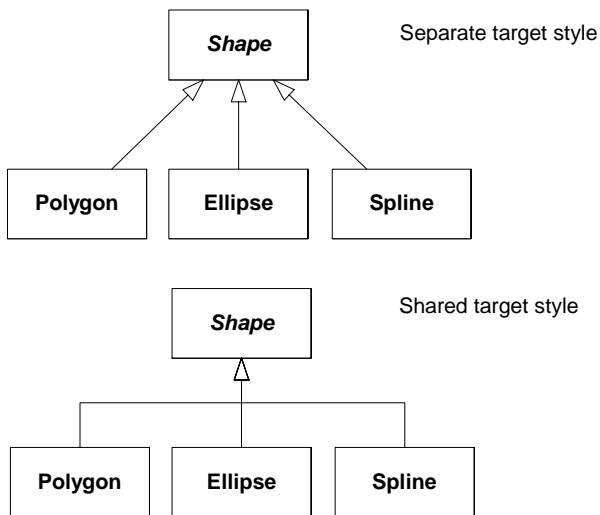 Shape
Separate target style
Polygon
Ellipse
Spline
Shape
Shared target style
Polygon
Ellipse
Spline